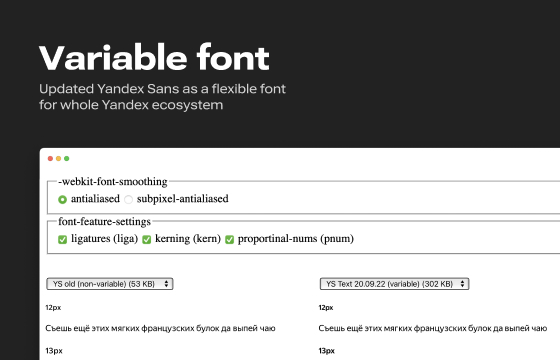 Variable font
Updated Yandex Sans as a flexible font
for whole Yandex ecosystem
-webkit-font-smoothing
antialiased subpixel-antialiased
font-feature-settings
ligatures (liga) kerning (kern) proportinal-nums (pnum)
YS old (non-variable) (53 KB) YS Text 20.09.22 (variable) (302 KB)
12px 12px
Съешь ещё этих мягких французских булок да выпей чаю Съешь ещё этих мягких французских булок да выпей чаю
13px 13px